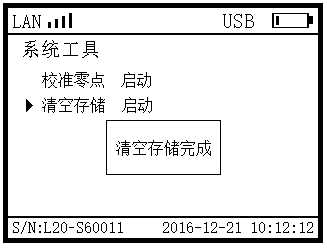 LAN USB
系统工具
校准零点 启动
清空存储 启动
清空存储完成
S/N:L20-S60011 2016-12-21 10:12:12